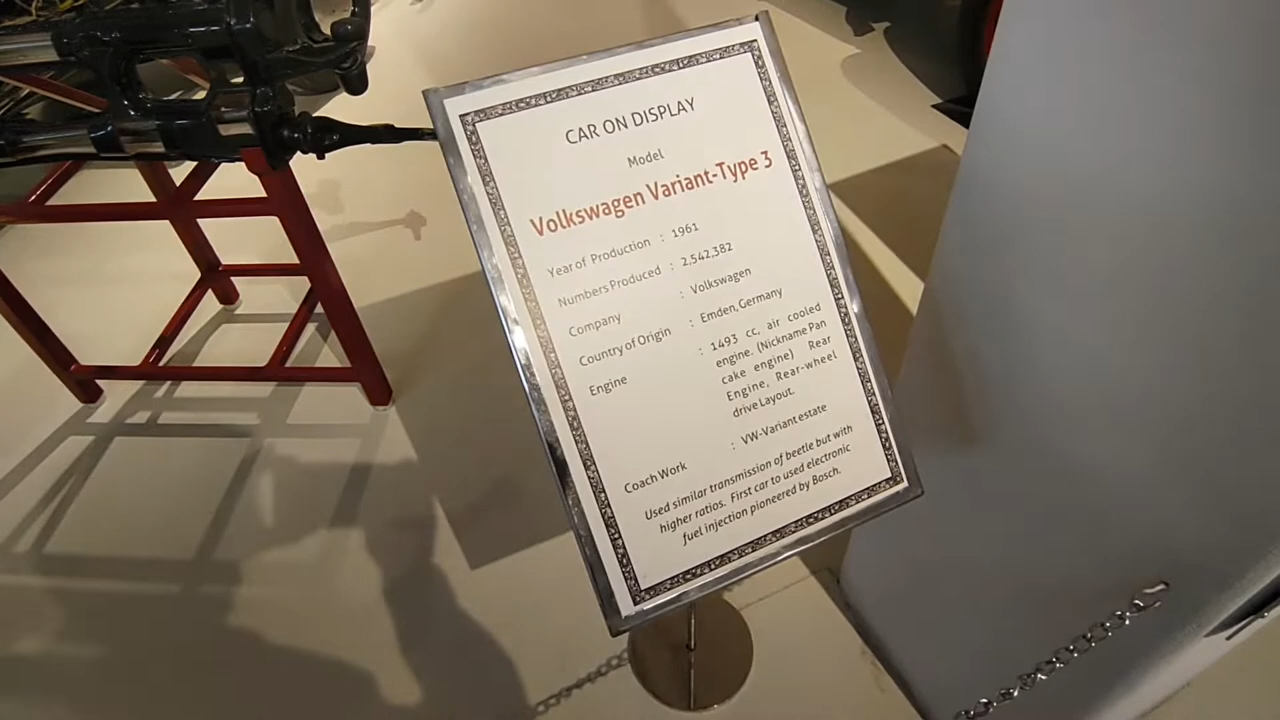 CAR ON DISPLAY
Model
Volkswagen Variant-Type 3
Year of Production : 1961
Numbers Produced : 2,542,382
Company : Volkswagen
Country of Origin : Emden, Germany
Engine : 1493 cc, air cooled
engine. (Nickname Pan
cake engine) Rear
Engine, Rear-wheel
drive Layout.
Coach Work : VW-Variant estate
Used similar transmission of beetle but with
higher ratios. First car to used electronic
fuel injection pioneered by Bosch.